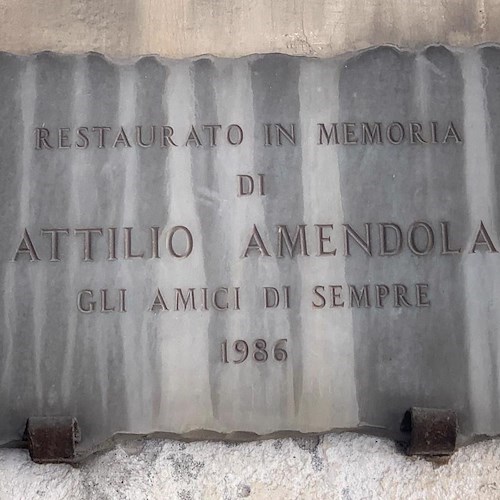 RESTAURATO IN MEMORIA
DI
ATTILIO AMENDOLA
GLI AMICI DI SEMPRE
1986